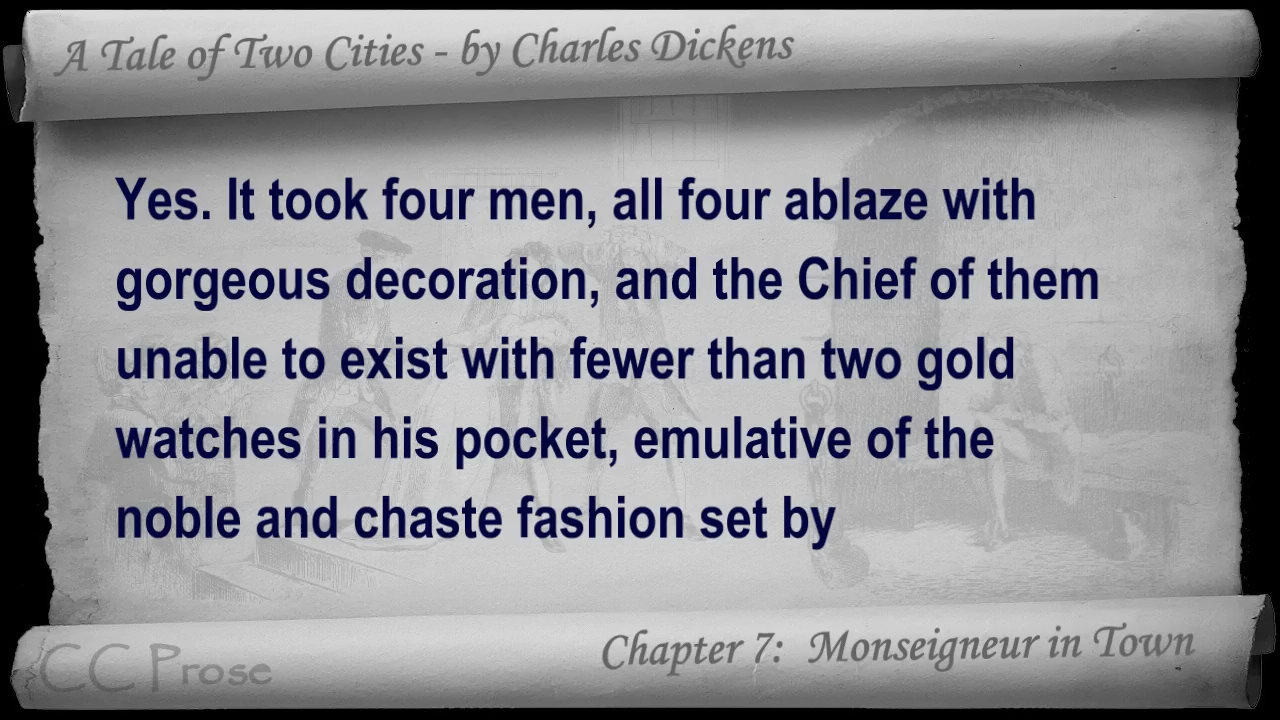 A Tale of Two Cities - by Charles Dickens
Yes. It took four men, all four ablaze with
gorgeous decoration, and the Chief of them
unable to exist with fewer than two gold
watches in his pocket, emulative of the
noble and chaste fashion set by
Chapter 7: Monseigneur in Town
CC Prose